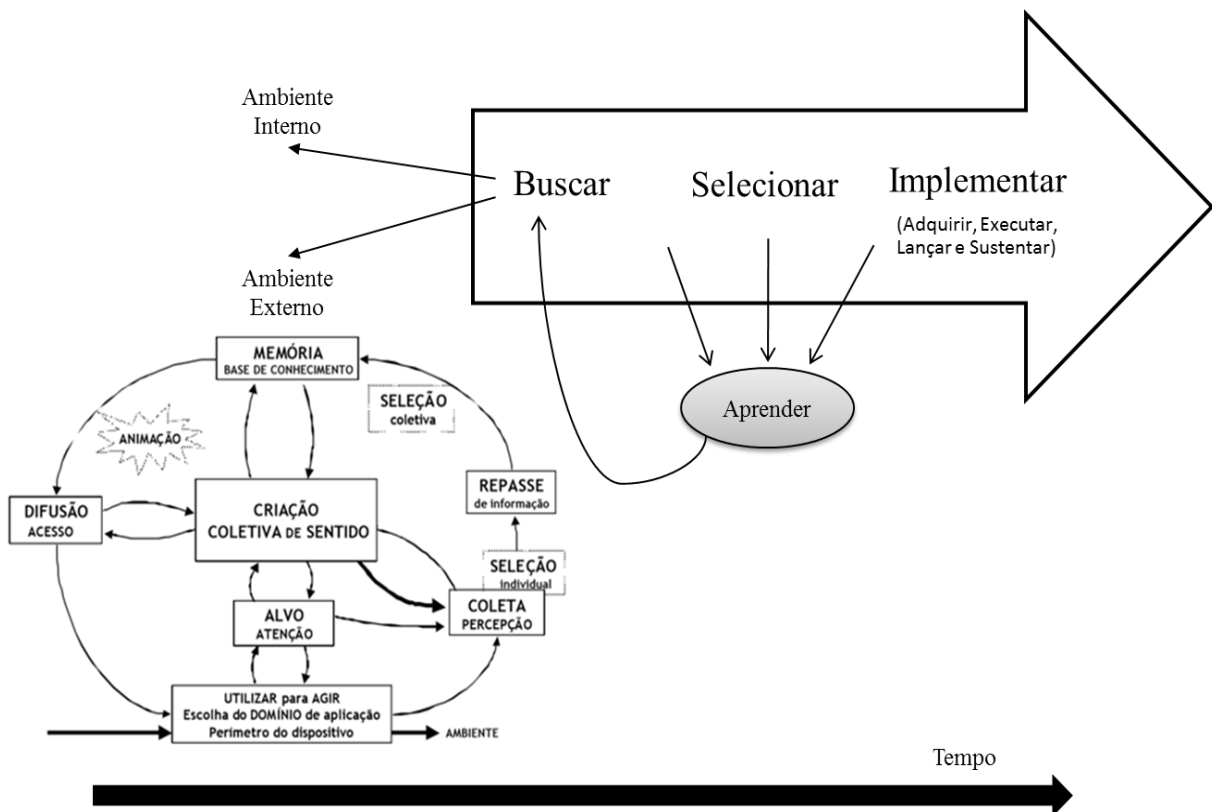 Ambiente
Interno
Buscar
Selecionar
Implementar
(Adquirir, Executar,
Lançar e Sustentar)
Ambiente
Externo
Aprender
MEMÓRIA
BASE DE CONHECIMENTO
SELEÇÃO
coletiva
ANIMAÇÃO
DIFUSÃO
ACESSO
CRIAÇÃO
COLETIVA DE SENTIDO
REPASSE
de informação
SELEÇÃO
individual
ALVO
ATENÇÃO
COLETA
PERCEPÇÃO
UTILIZAR para AGIR
Escolha do DOMÍNIO de aplicação
Perímetro do dispositivo
AMBIENTE
Tempo